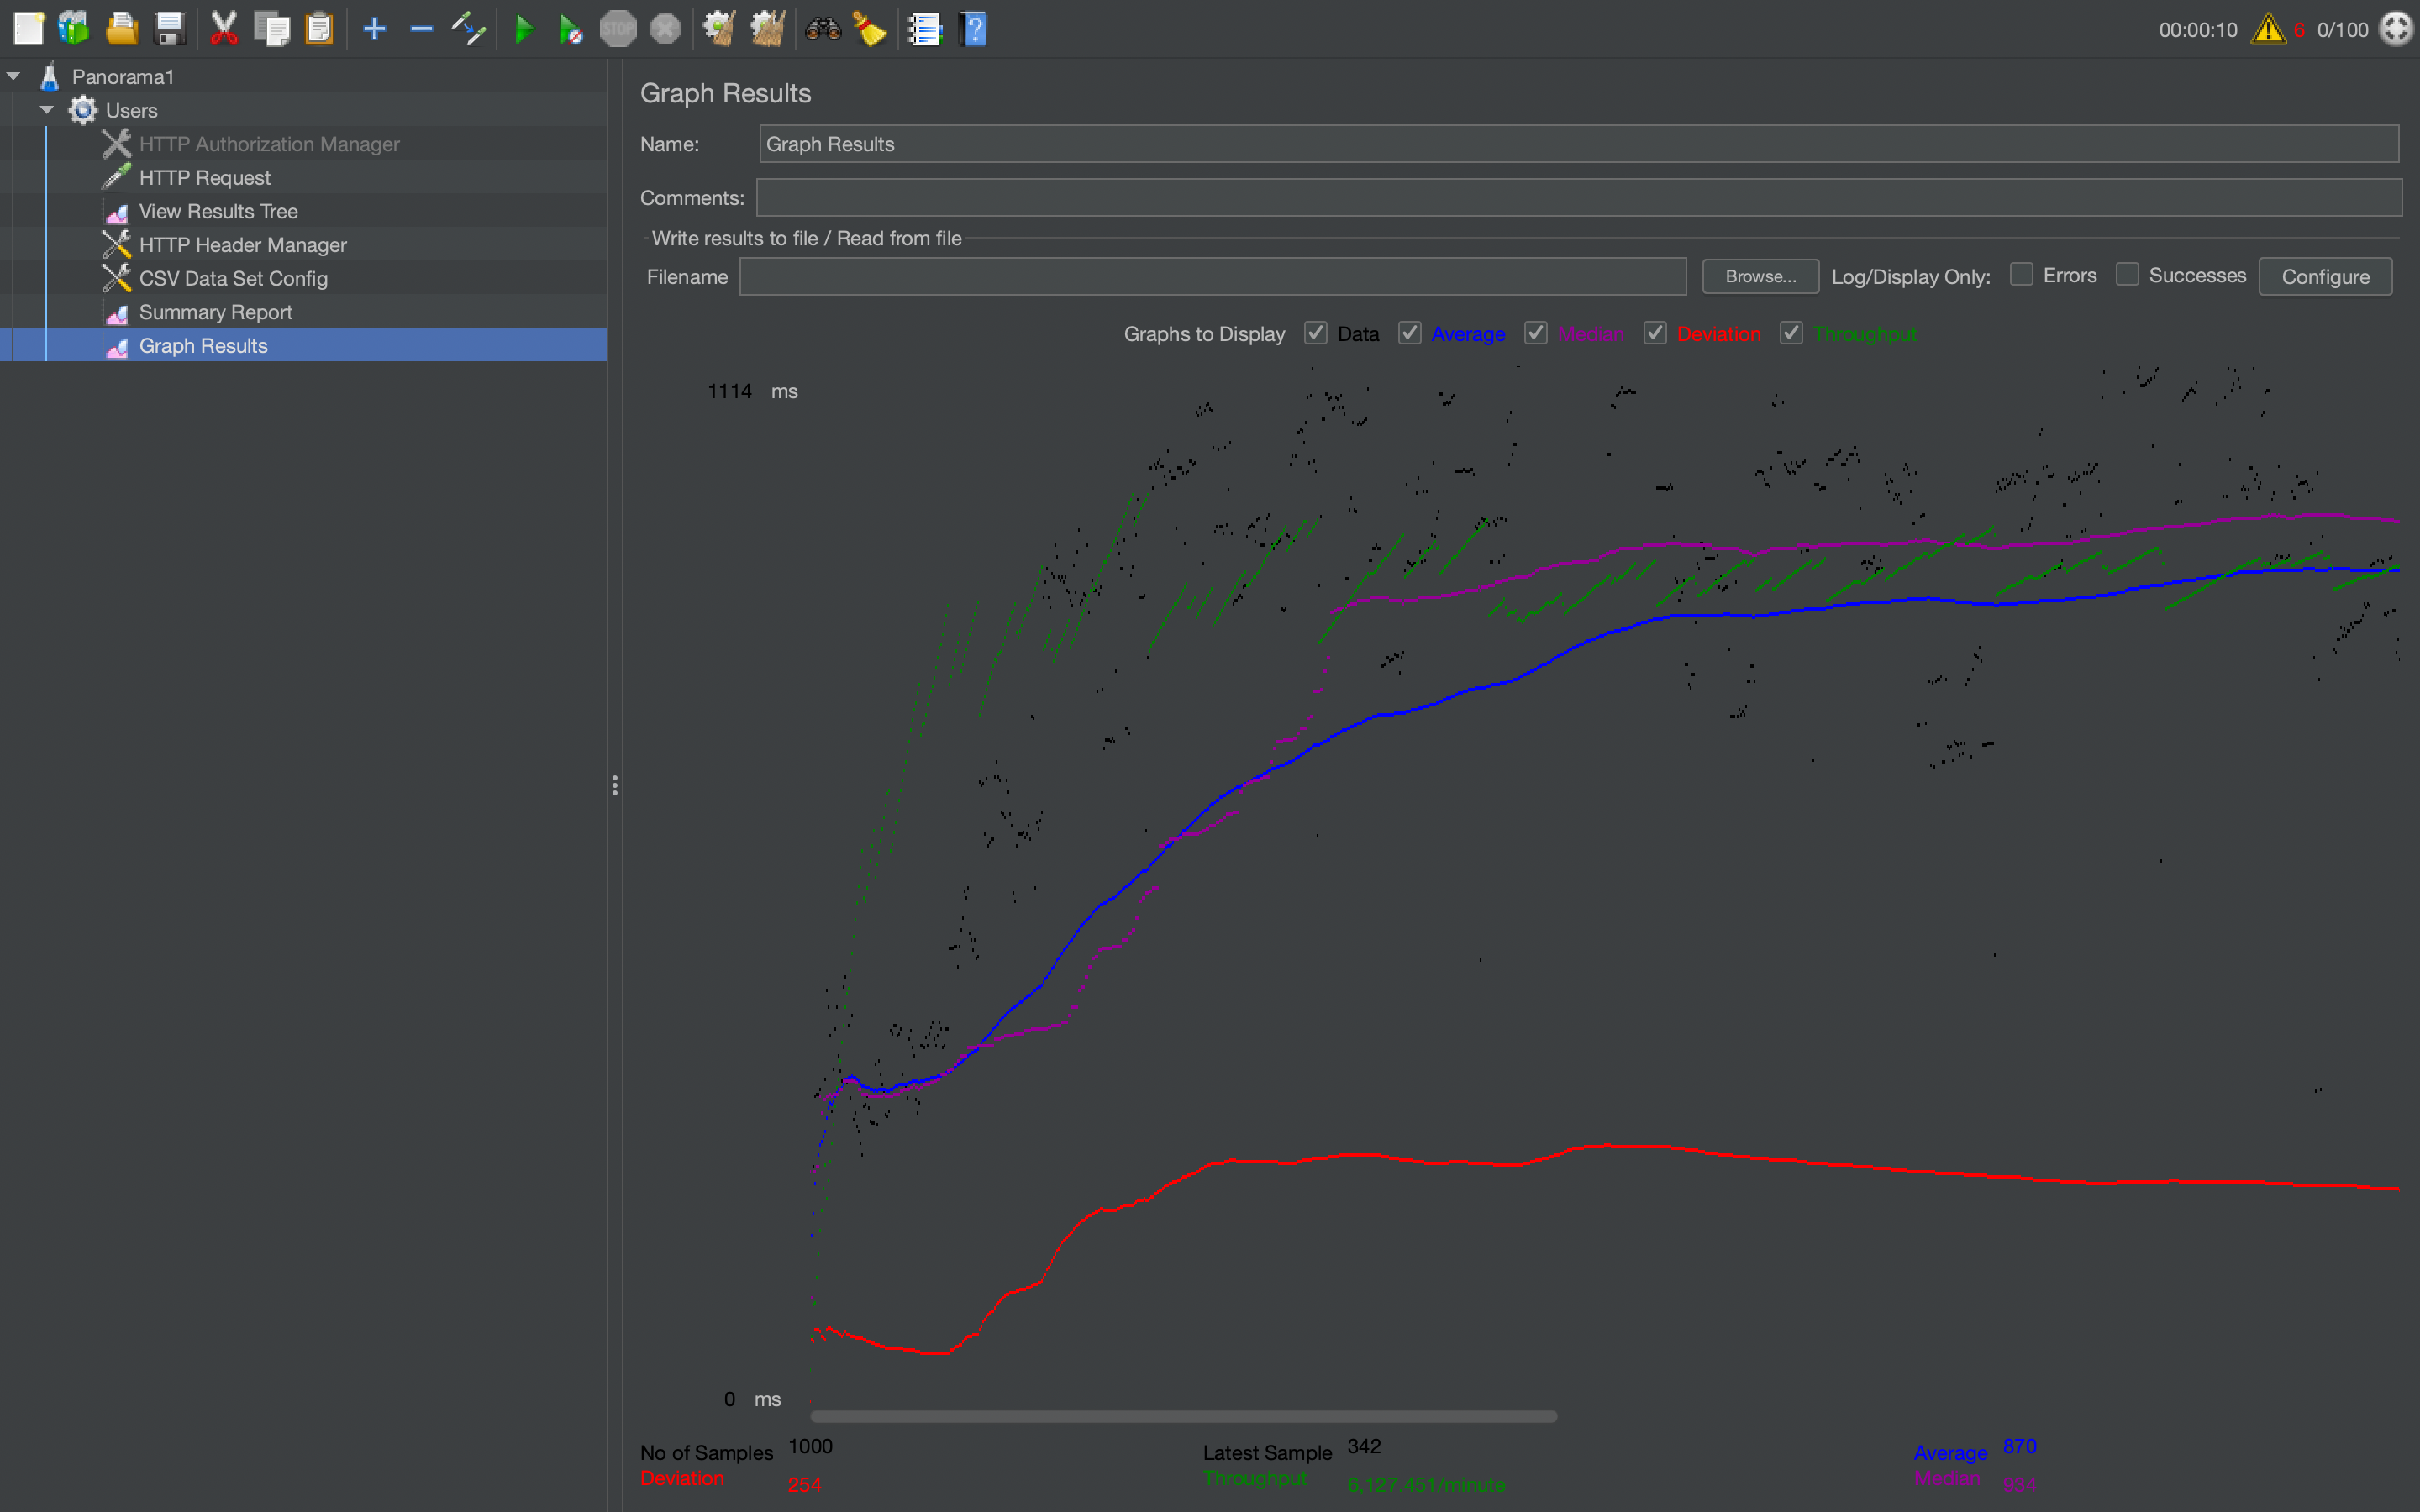 STOP
00:00:10 6 0/100
Panorama1
Users
HTTP Authorization Manager
HTTP Request
View Results Tree
HTTP Header Manager
CSV Data Set Config
Summary Report
Graph Results
Graph Results
Name: Graph Results
Comments:
Write results to file / Read from file
Filename Browse... Log/Display Only: Errors Successes Configure
Graphs to Display Data Average Median Deviation Throughput
1114 ms
0 ms
No of Samples 1000 Latest Sample 342 Average 870
Deviation 254 Throughput 6,127.451/minute Median 934